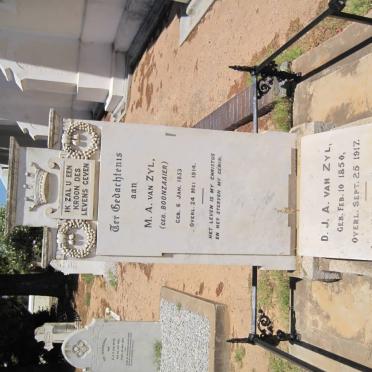 IK ZAL U EEN
KROON DES
LEVENS GEVEN
Ter Gedachtenis
aan
M. A. VAN ZYL,
(GEB. BOONZAAIER)
GEB. 6 JAN. 1853
OVERL. 24 MEI 1914.
HET LEVEN IS MY CHRISTUS
EN HET STERVEN MY GEWIN.
D. J. A. VAN ZYL,
GEB. FEB. 10 1850,
OVERL. SEPT. 25 1917.